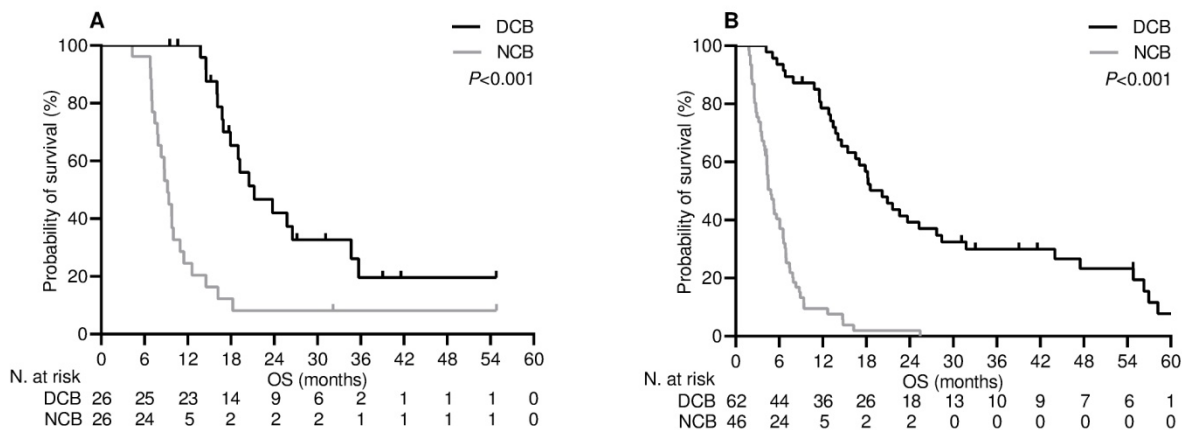 A
DCB
NCB
P<0.001
Probability of survival (%)
100
80
60
40
20
0
0 6 12 18 24 30 36 42 48 54 60
N. at risk
OS (months)
DCB 26 25 23 14 9 6 2 1 1 1 0
NCB 26 24 5 2 2 2 1 1 1 1 0
B
DCB
NCB
P<0.001
Probability of survival (%)
100
80
60
40
20
0
0 6 12 18 24 30 36 42 48 54 60
N. at risk
OS (months)
DCB 62 44 36 26 18 13 10 9 7 6 1
NCB 46 24 5 2 2 0 0 0 0 0 0